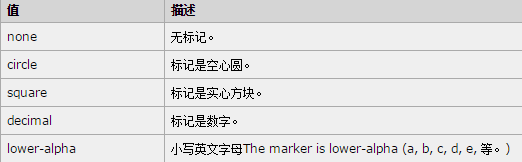 值 描述
none 无标记。
circle 标记是空心圆。
square 标记是实心方块。
decimal 标记是数字。
lower-alpha 小写英文字母The marker is lower-alpha (a, b, c, d, e, 等。)